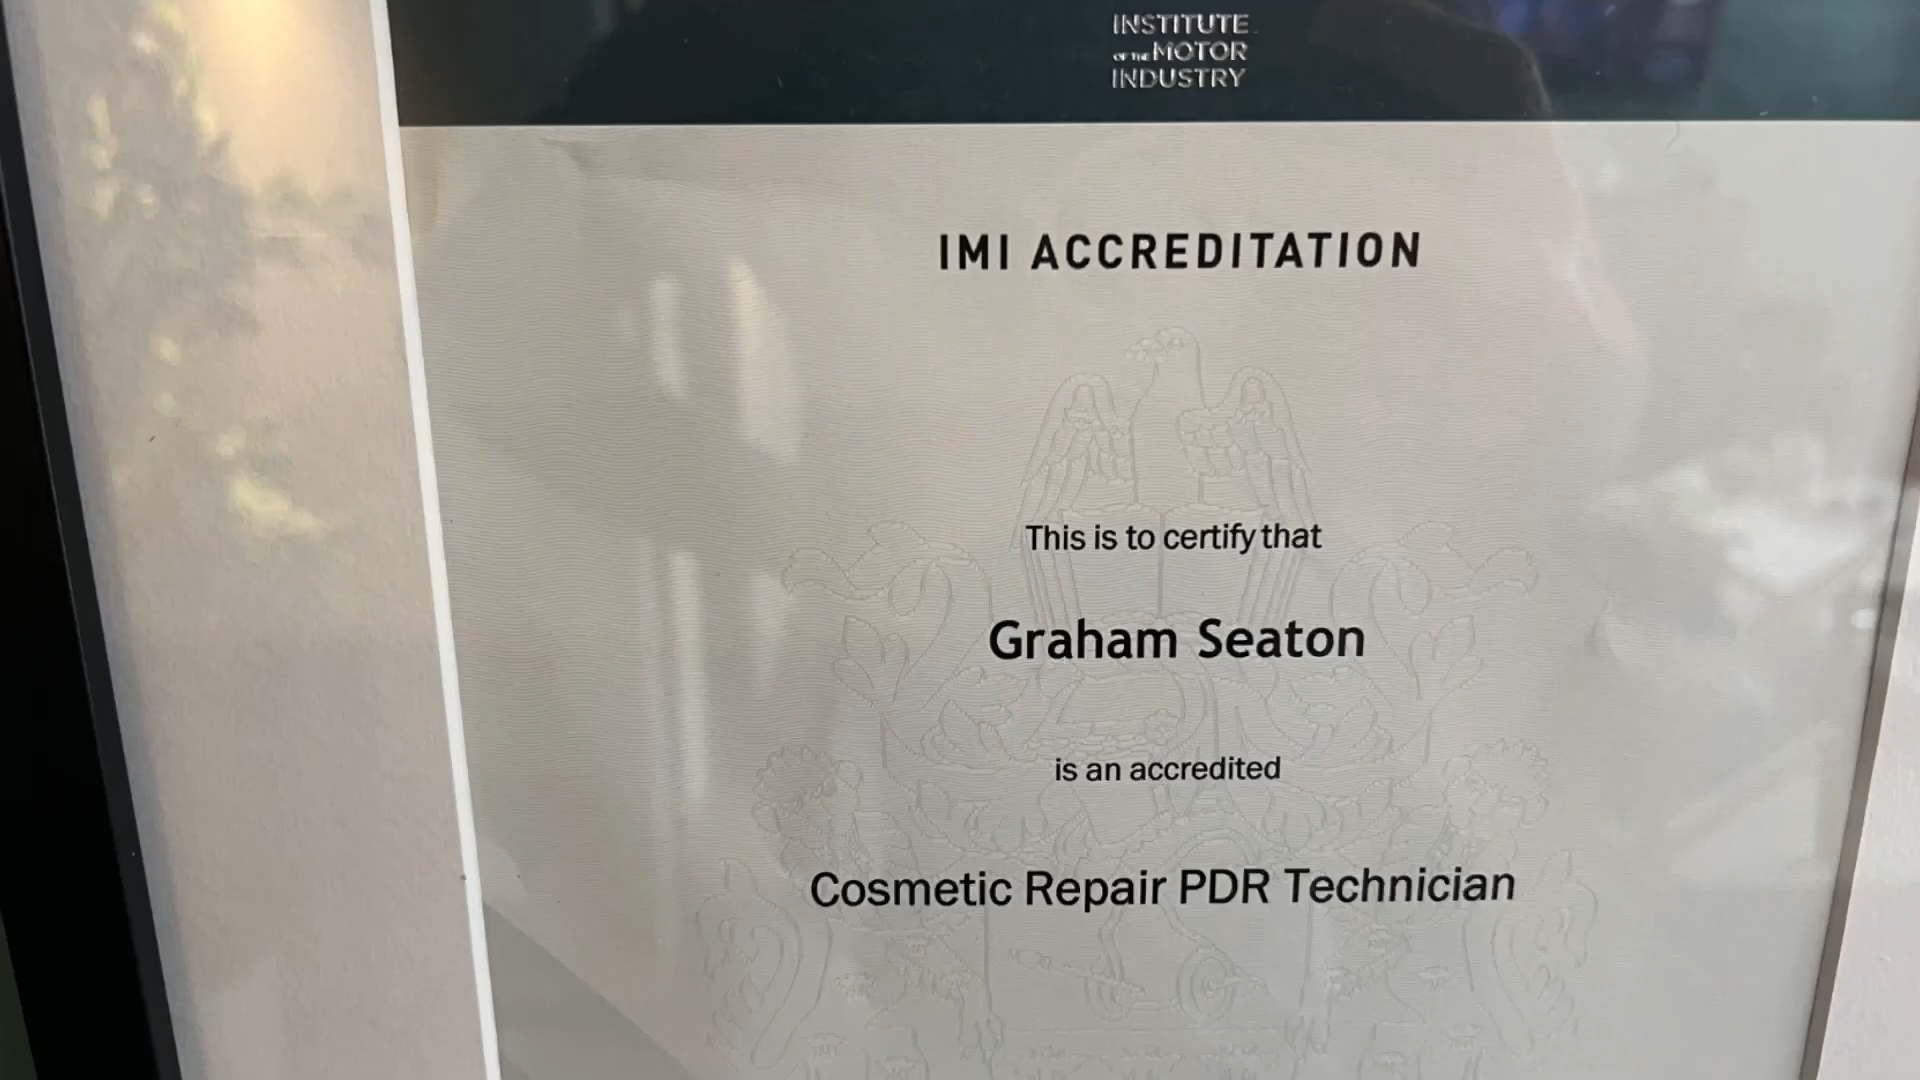 INSTITUTE
OF THE MOTOR
INDUSTRY
IMI ACCREDITATION
This is to certify that
Graham Seaton
is an accredited
Cosmetic Repair PDR Technician